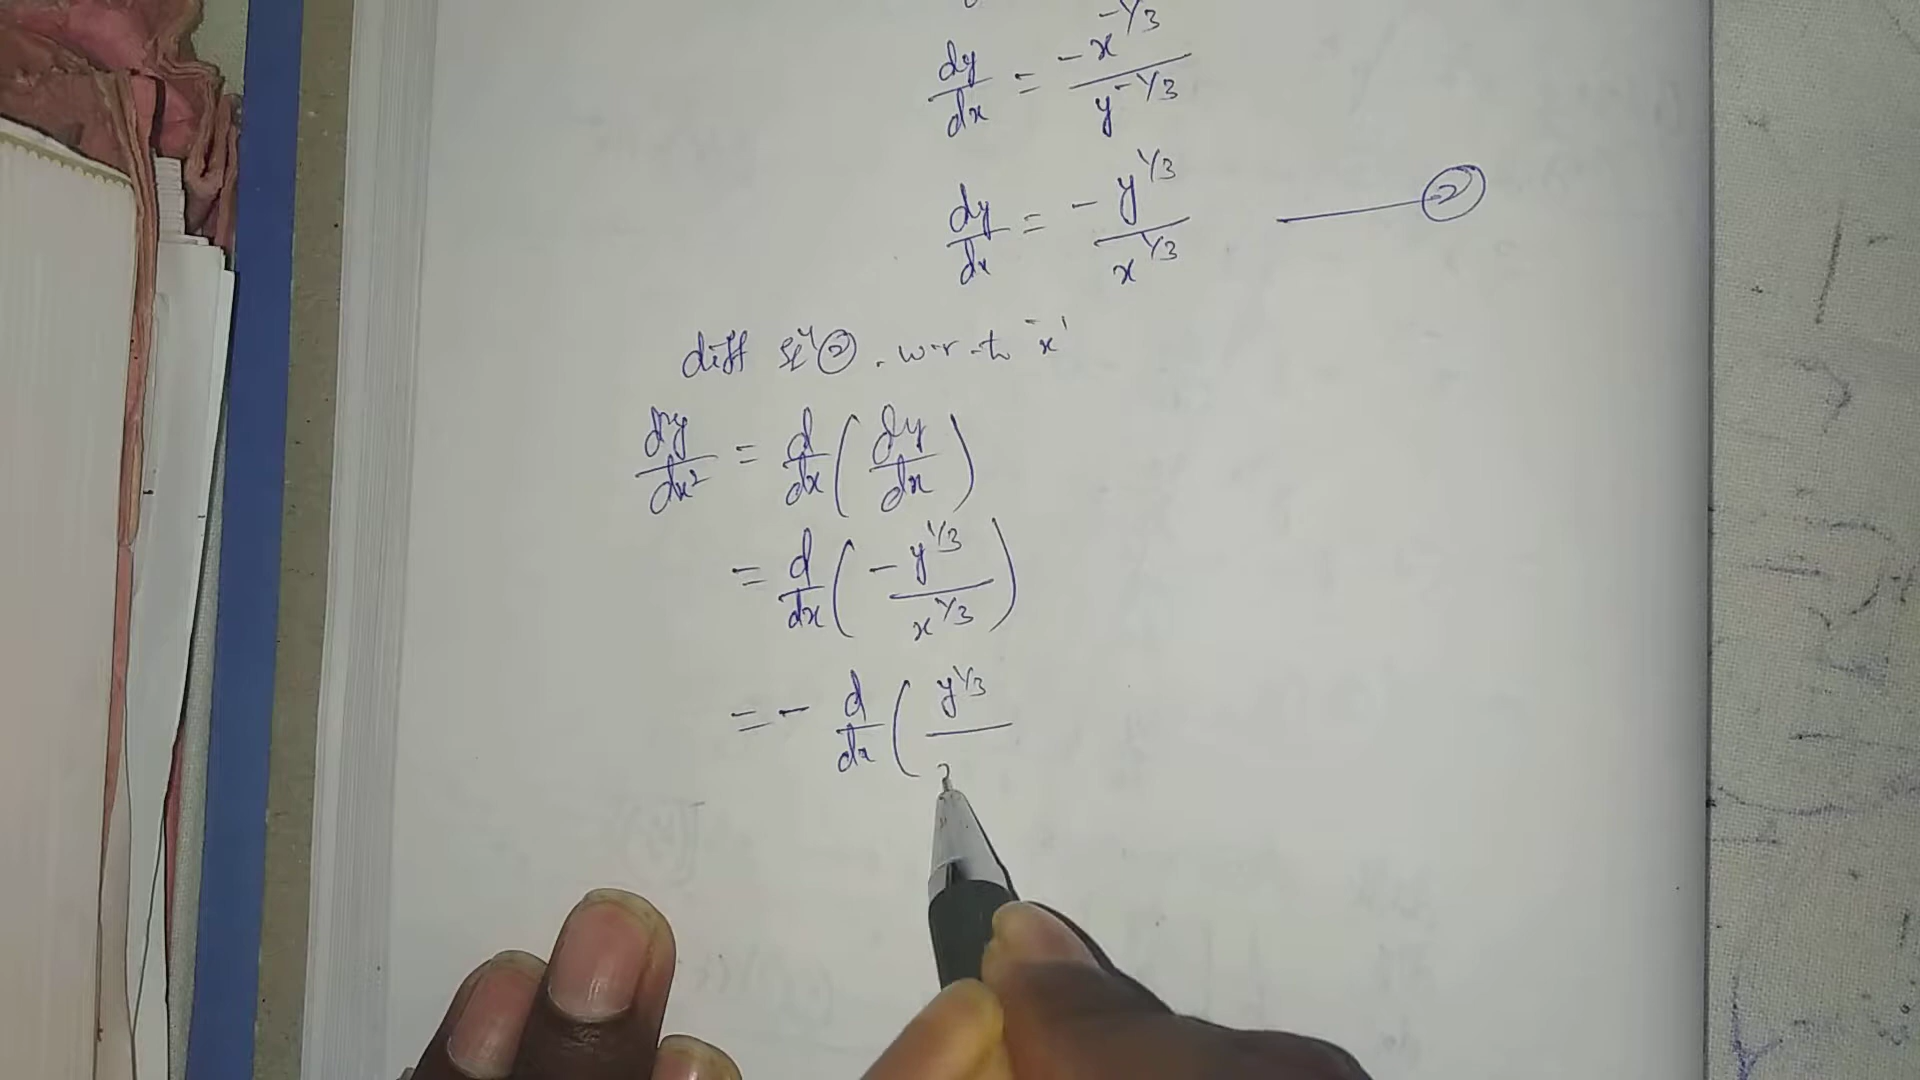 dy/dx = -x^-1/3 / y^-1/3
dy/dx = -y^1/3 / x^1/3 ——— ②
diff ②. w.r.to 'x'
d²y/dx² = d/dx (dy/dx)
= d/dx (-y^1/3 / x^1/3)
= - d/dx ( y^1/3 /